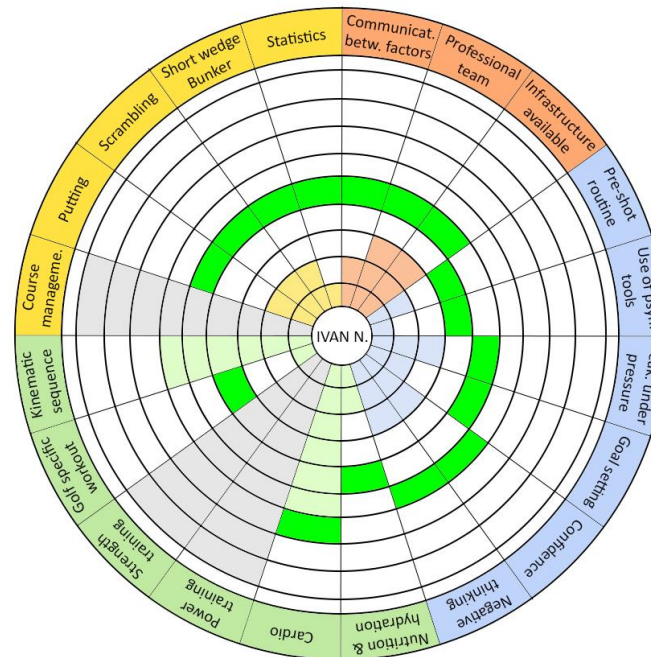 Communicat.
betw. factors
Professional
team
Infrastructure
available
Pre-shot
routine
Use of
tools
under
pressure
Goal setting
Confidence
Negative
thinking
Nutrition &
hydration
Cardio
Power
training
Strength
training
Golf specific
workout
Kinematic
sequence
Course
manageme.
Putting
Scrambling
Short wedge
Bunker
Statistics
IVAN N.